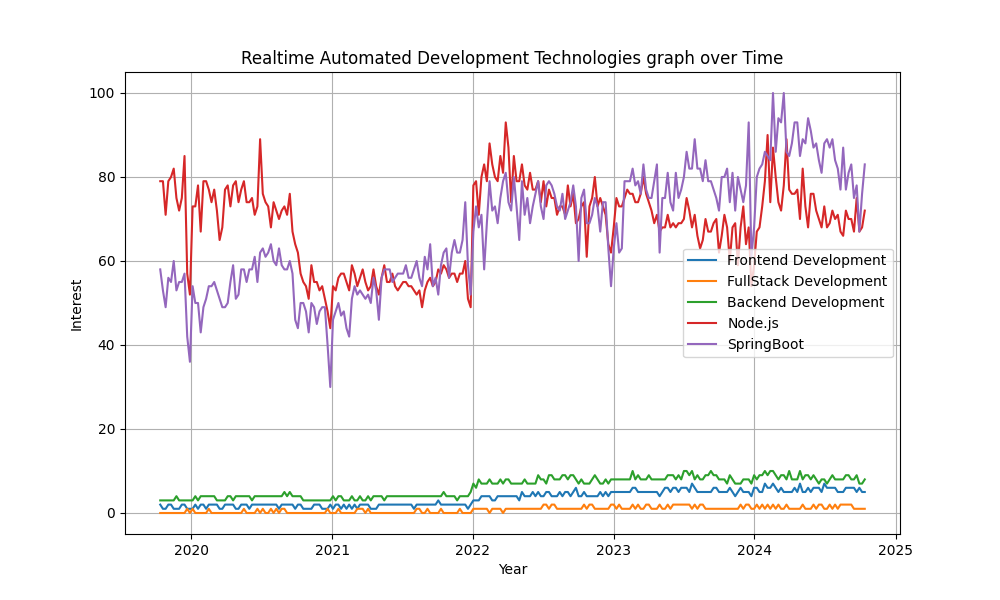 Realtime Automated Development Technologies graph over Time
100
80
60
40
20
0
Interest
Frontend Development
FullStack Development
Backend Development
Node.js
SpringBoot
2020 2021 2022 2023 2024 2025
Year